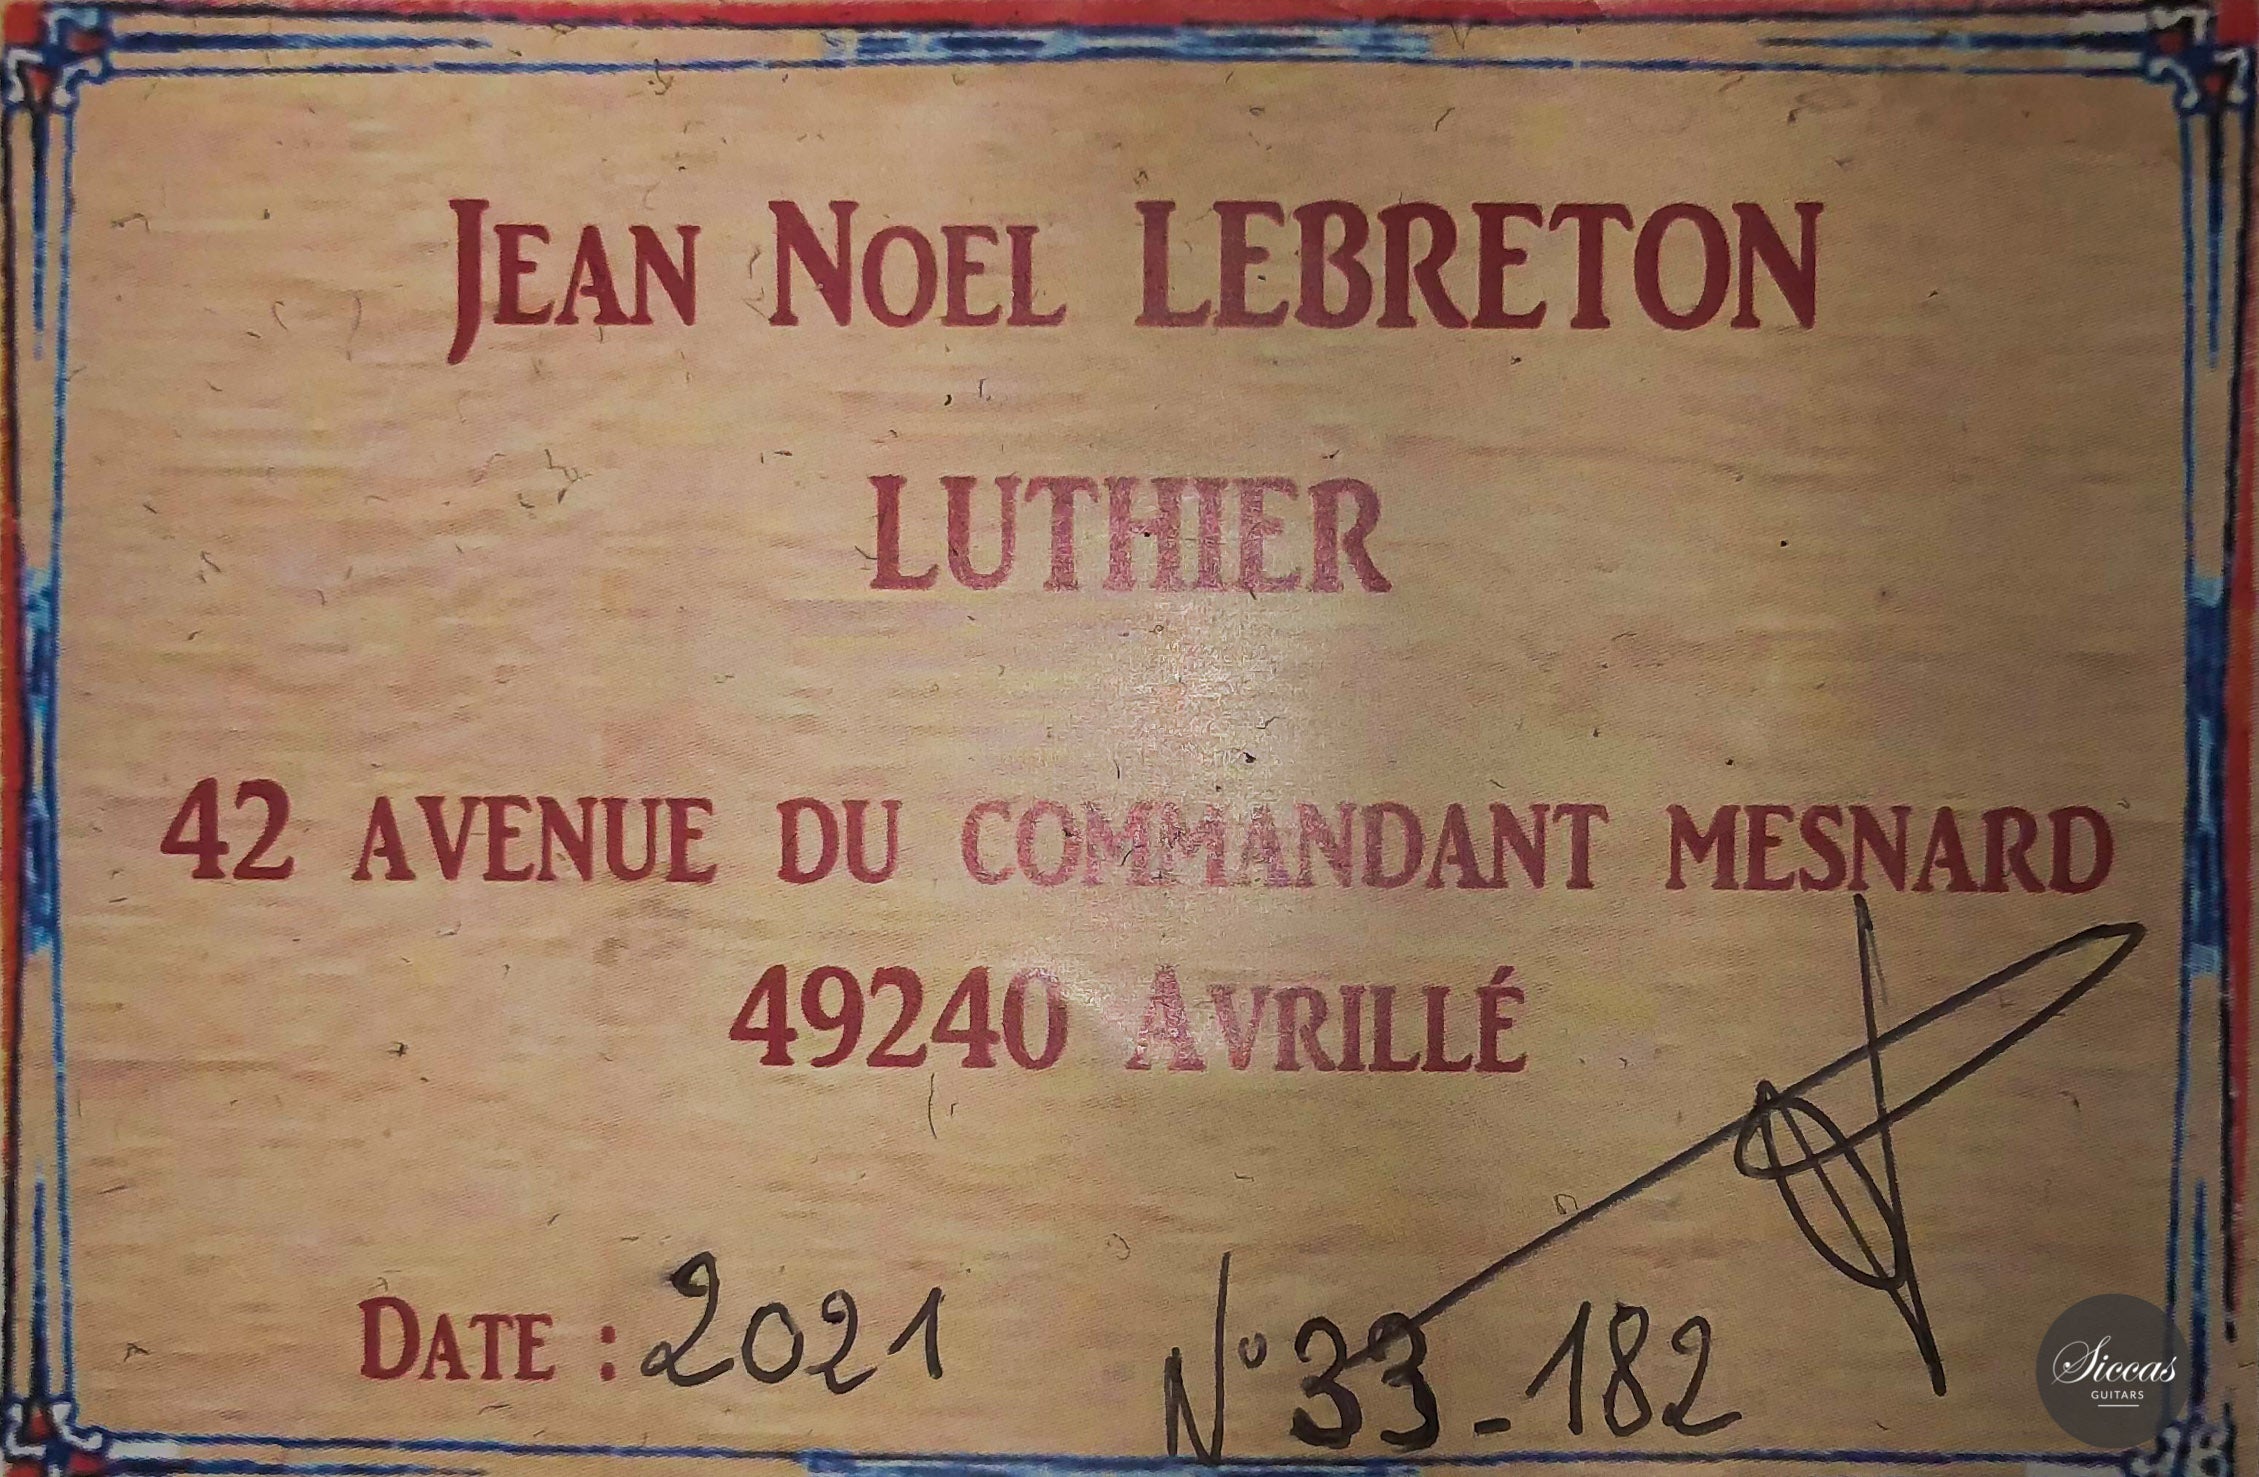 JEAN NOEL LEBRETON
LUTHIER
42 AVENUE DU COMMANDANT MESNARD
49240 AVRILLÉ
DATE : 2021 N° 33-182
Siccas
GUITARS